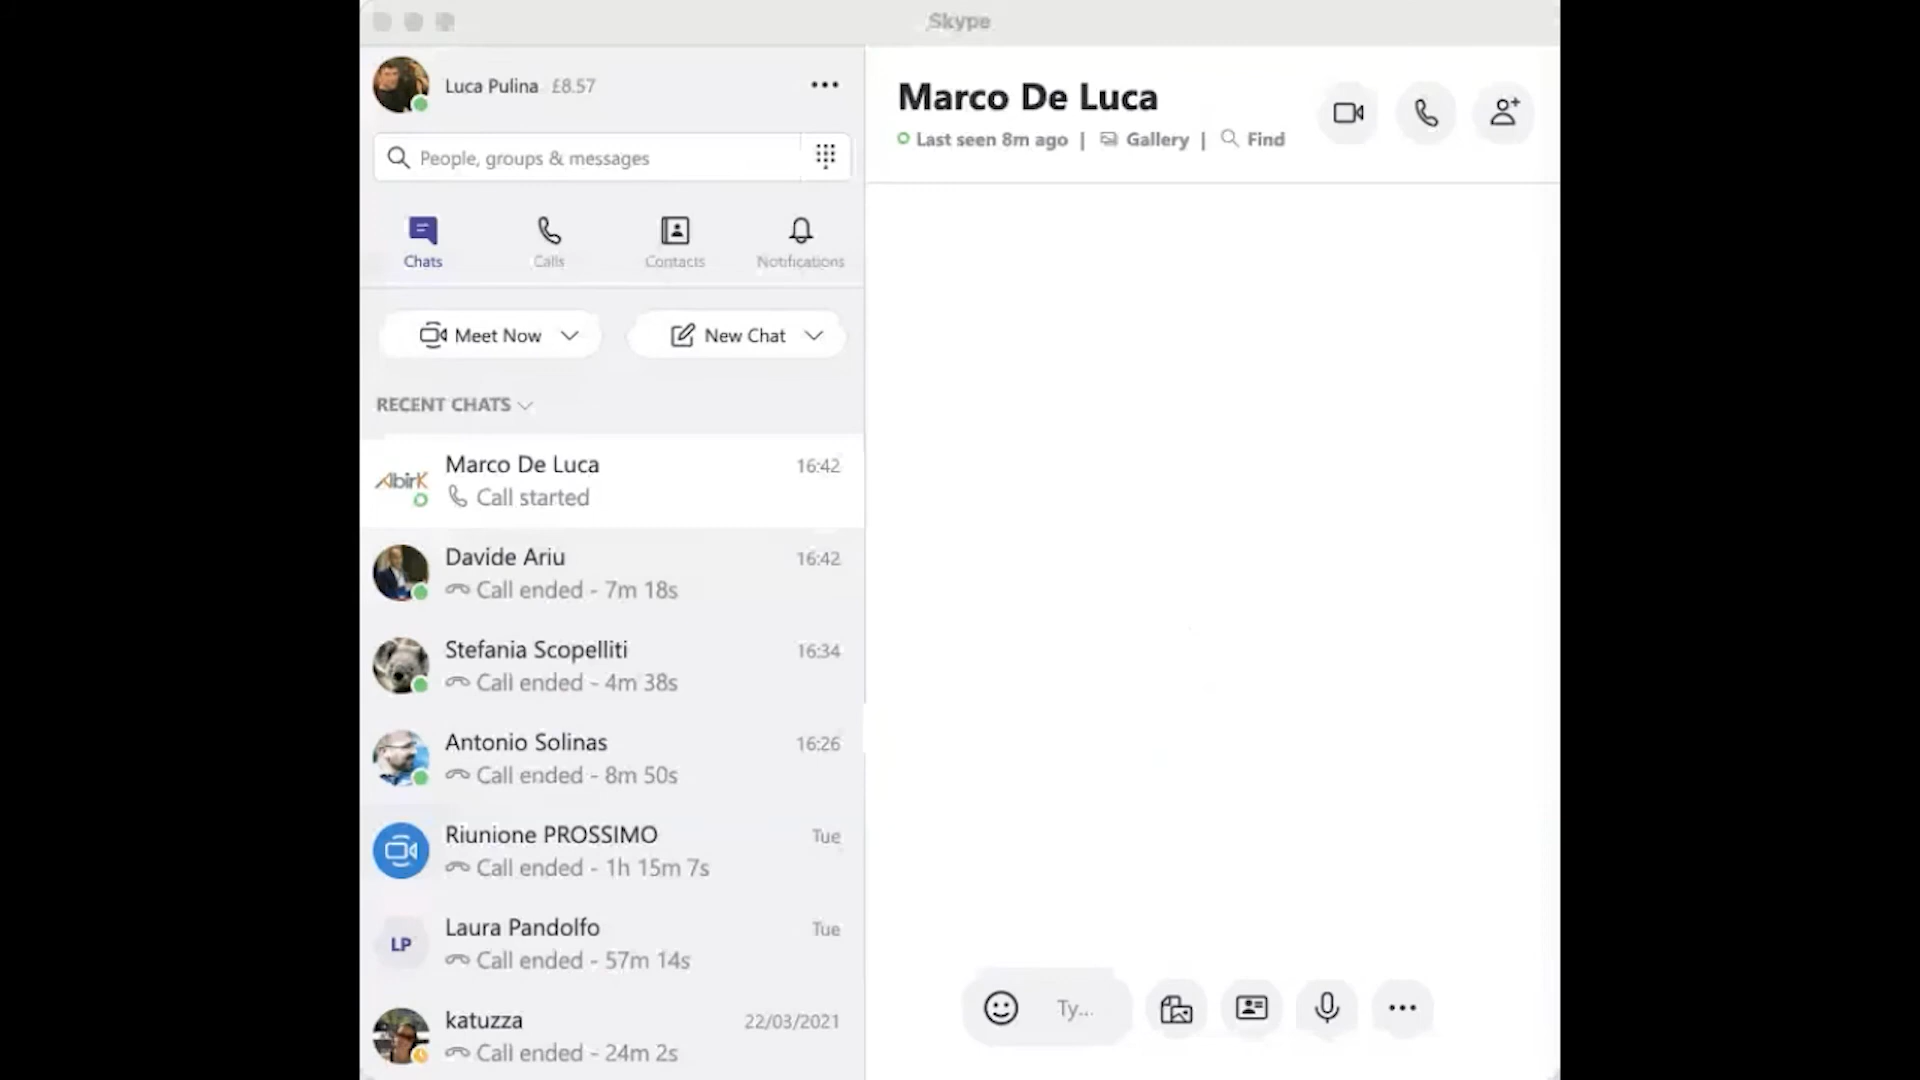 Skype
Luca Pulina £8.57
People, groups & messages
Chats
Calls
Contacts
Notifications
Meet Now
New Chat
RECENT CHATS
AbirK
Marco De Luca 16:42
Call started
Davide Ariu 16:42
Call ended - 7m 18s
Stefania Scopelliti 16:34
Call ended - 4m 38s
Antonio Solinas 16:26
Call ended - 8m 50s
Riunione PROSSIMO Tue
Call ended - 1h 15m 7s
LP
Laura Pandolfo Tue
Call ended - 57m 14s
katuzza 22/03/2021
Call ended - 24m 2s
Marco De Luca
Last seen 8m ago | Gallery | Find
Ty...